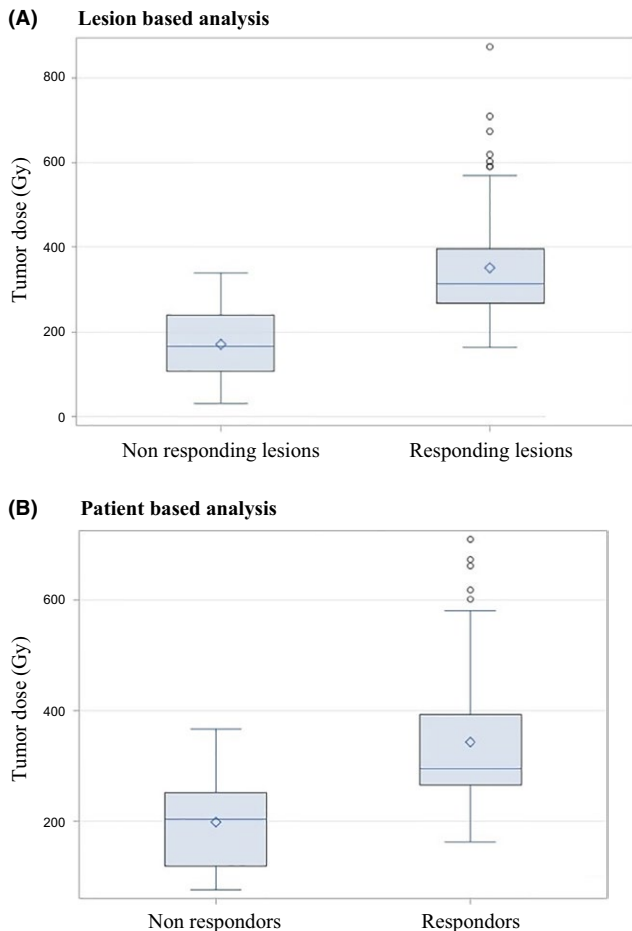 (A) Lesion based analysis
800
600
400
200
0
Tumor dose (Gy)
Non responding lesions Responding lesions
(B) Patient based analysis
600
400
200
Tumor dose (Gy)
Non respondors Respondors